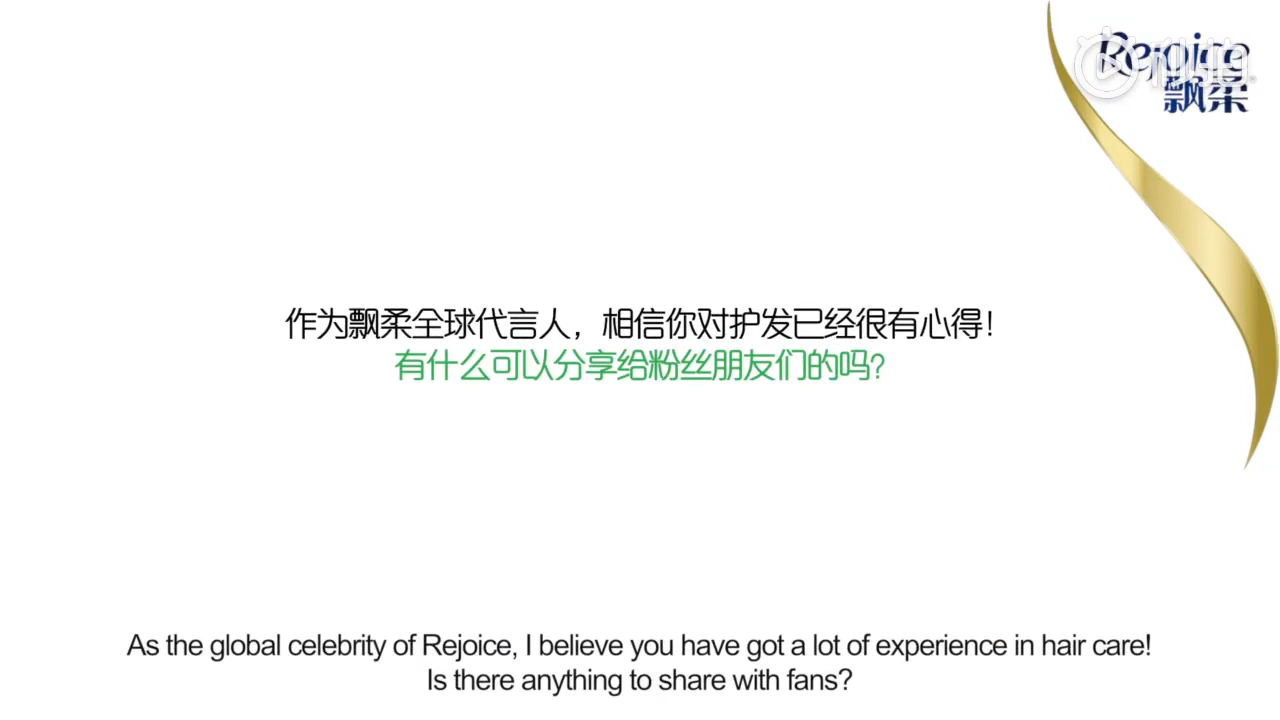 Rejoice
飘柔
秒拍
作为飘柔全球代言人，相信你对护发已经很有心得！
有什么可以分享给粉丝朋友们的吗？
As the global celebrity of Rejoice, I believe you have got a lot of experience in hair care!
Is there anything to share with fans?